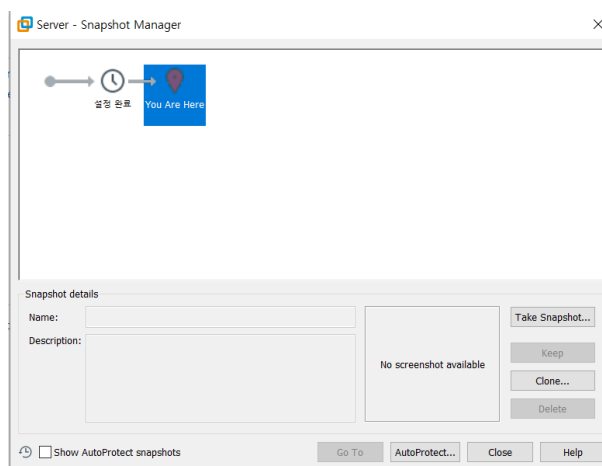 Server - Snapshot Manager
설정 완료
You Are Here
Snapshot details
Name:
Description:
No screenshot available
Take Snapshot...
Keep
Clone...
Delete
Show AutoProtect snapshots
Go To
AutoProtect...
Close
Help